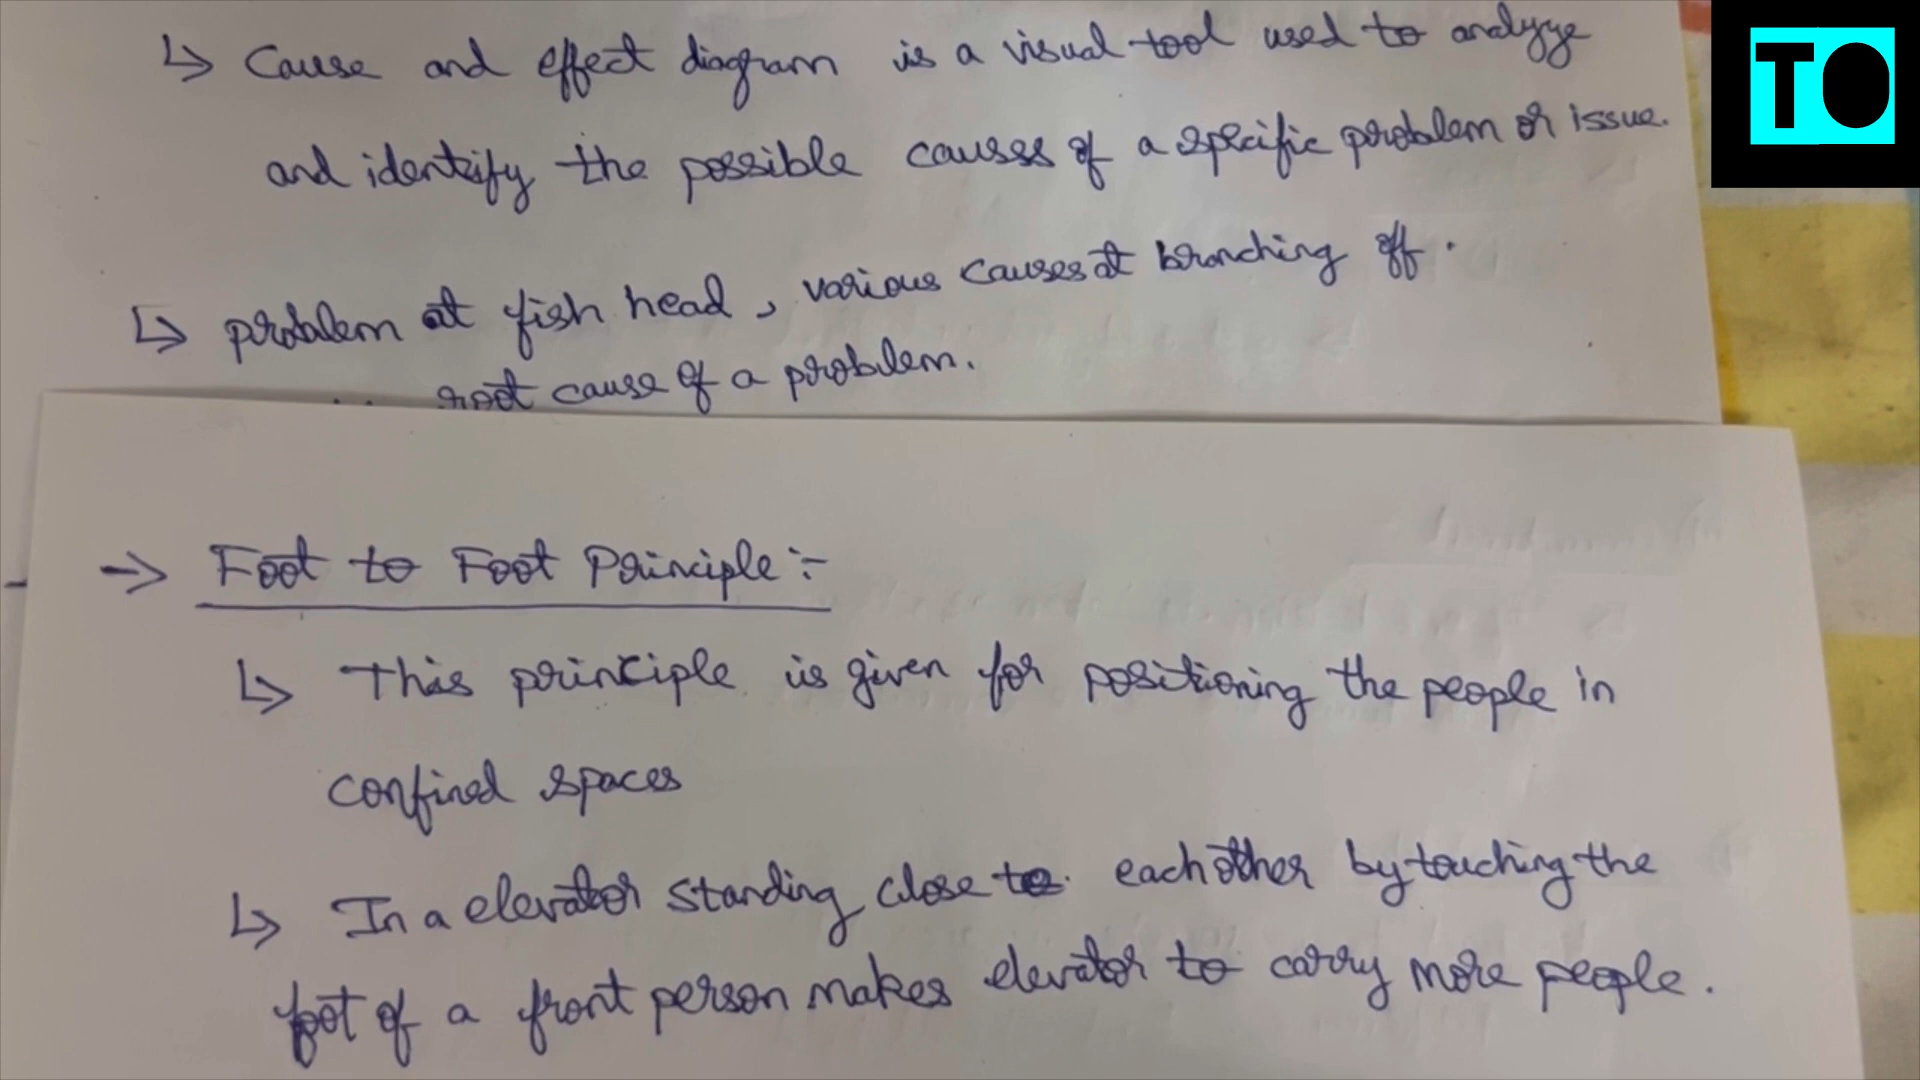 TO
↳ Cause and effect diagram is a visual tool used to analyze
and identify the possible causes of a specific problem or issue.
↳ problem at fish head, various causes at branching off.
root cause of a problem.
→ Foot to Foot Principle :-
↳ This principle is given for positioning the people in
confined spaces
↳ In a elevator standing close to eachother by touching the
foot of a front person makes elevator to carry more people.